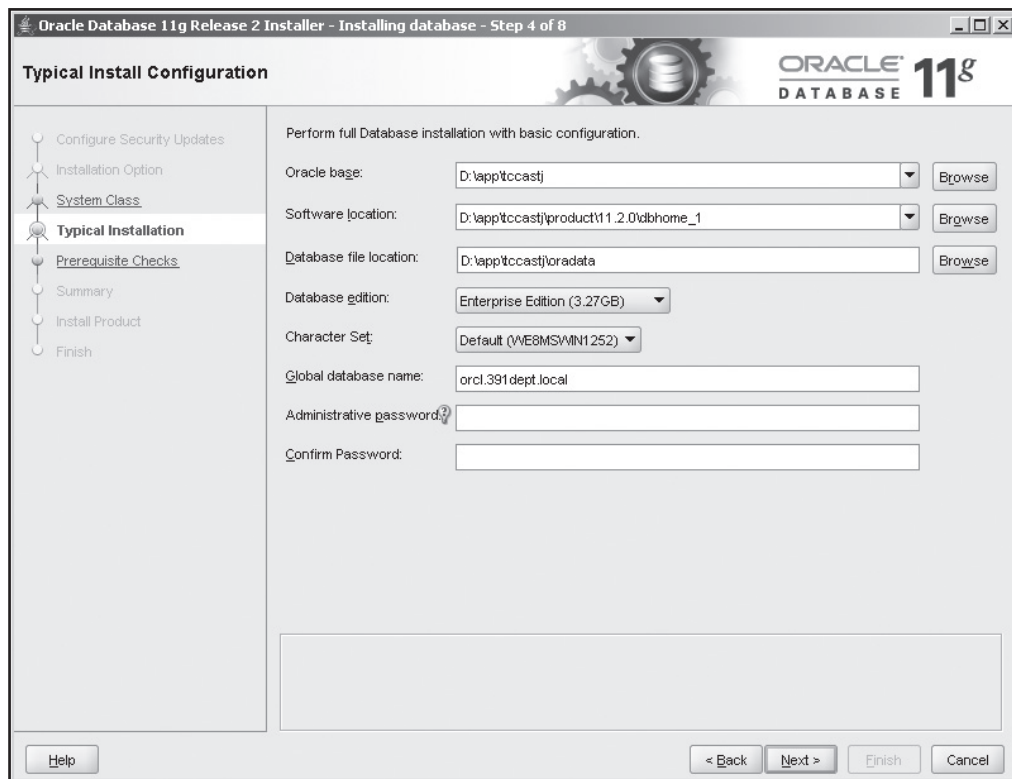 Oracle Database 11g Release 2 Installer - Installing database - Step 4 of 8
Typical Install Configuration
ORACLE
DATABASE 11g
Configure Security Updates
Installation Option
System Class
Typical Installation
Prerequisite Checks
Summary
Install Product
Finish
Perform full Database installation with basic configuration.
Oracle base: D:\app\tccastj Browse
Software location: D:\app\tccastj\product\11.2.0\dbhome_1 Browse
Database file location: D:\app\tccastj\oradata Browse
Database edition: Enterprise Edition (3.27GB)
Character Set: Default (WE8MSWIN1252)
Global database name: orcl.391dept.local
Administrative password:
Confirm Password:
Help < Back Next > Finish Cancel